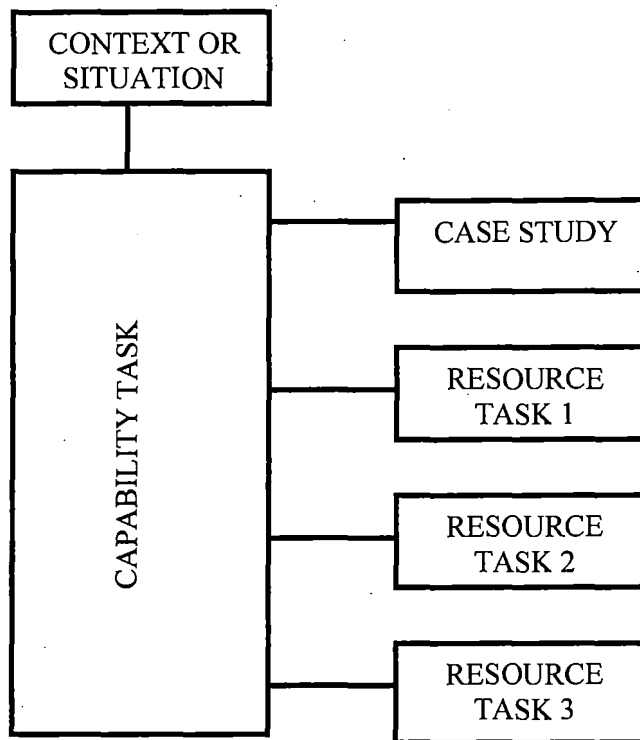 CONTEXT OR
SITUATION
CAPABILITY TASK
CASE STUDY
RESOURCE
TASK 1
RESOURCE
TASK 2
RESOURCE
TASK 3